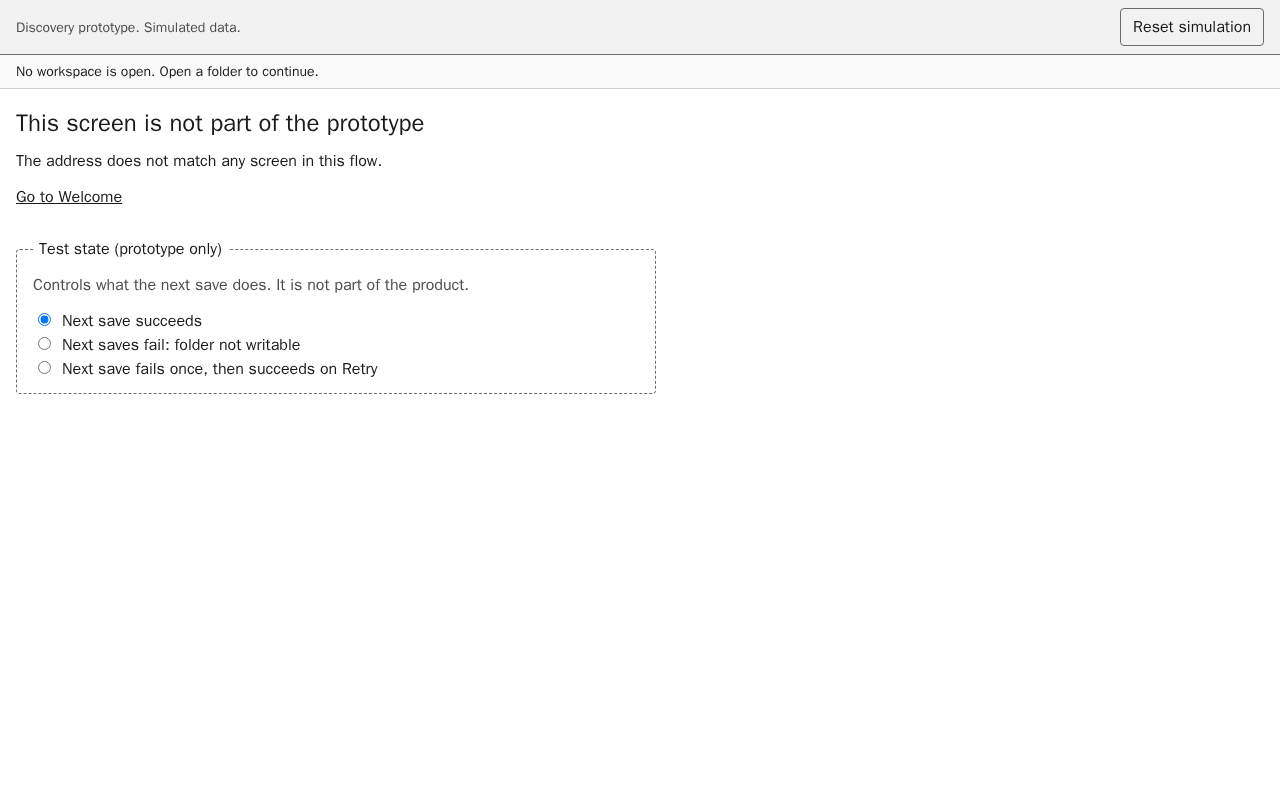 Discovery prototype. Simulated data.
Reset simulation
No workspace is open. Open a folder to continue.
This screen is not part of the prototype
The address does not match any screen in this flow.
Go to Welcome
Test state (prototype only)
Controls what the next save does. It is not part of the product.
Next save succeeds
Next saves fail: folder not writable
Next save fails once, then succeeds on Retry